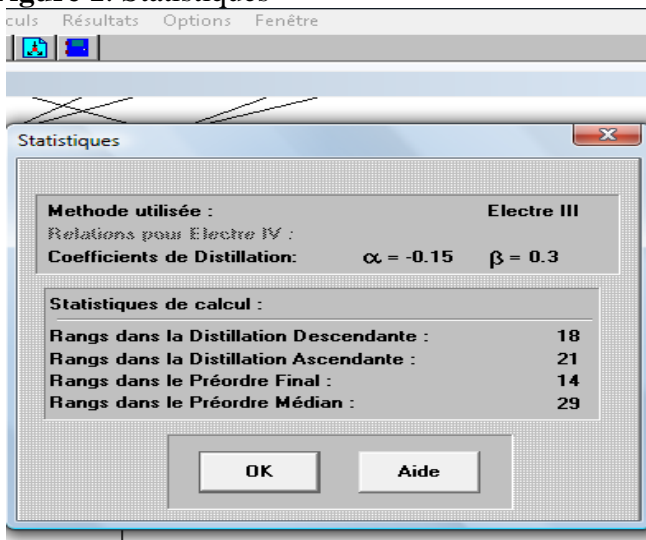 Figure 2. Statistiques
culs Résultats Options Fenêtre
Statistiques
Methode utilisée : Electre III
Relations pour Electre IV :
Coefficients de Distillation: α = -0.15 β = 0.3
Statistiques de calcul :
Rangs dans la Distillation Descendante : 18
Rangs dans la Distillation Ascendante : 21
Rangs dans le Préordre Final : 14
Rangs dans le Préordre Médian : 29
OK Aide